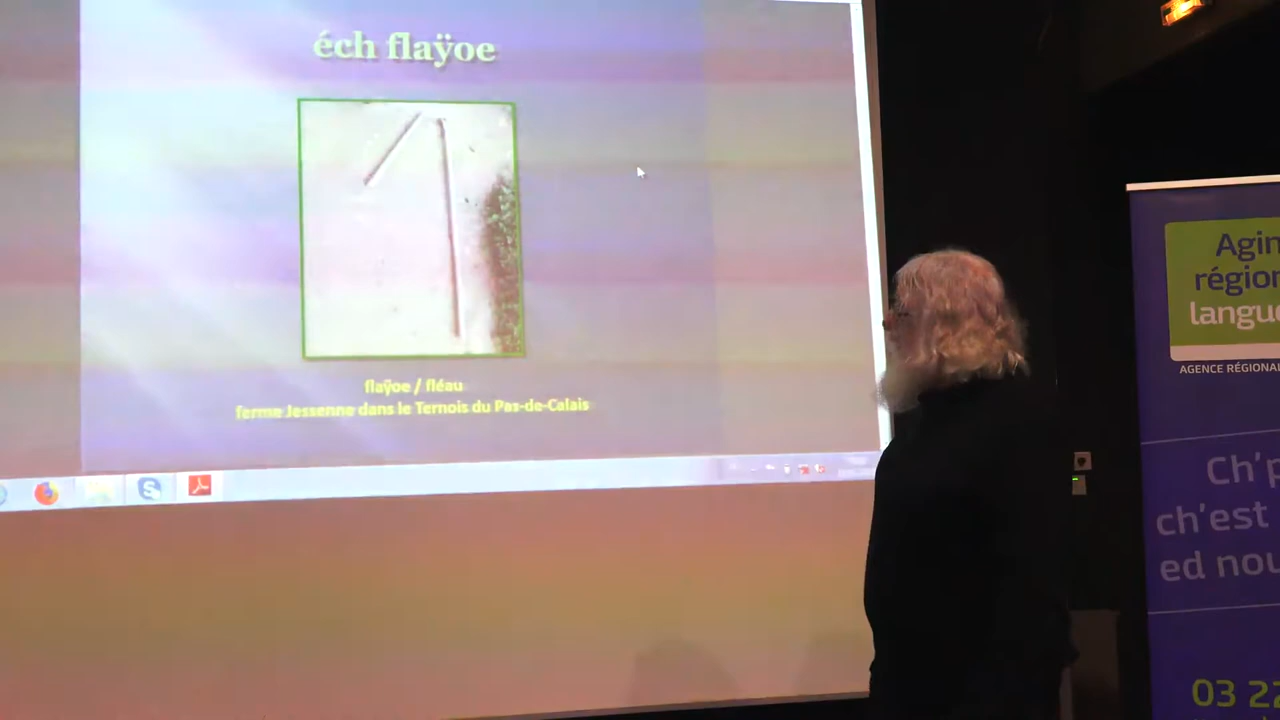 éch flaÿoe
flaÿoe / fléau
ferme Jessenne dans le Ternois du Pas-de-Calais
Agin
région
langue
AGENCE RÉGIONAL
Ch'p
ch'est
ed nou
03 22